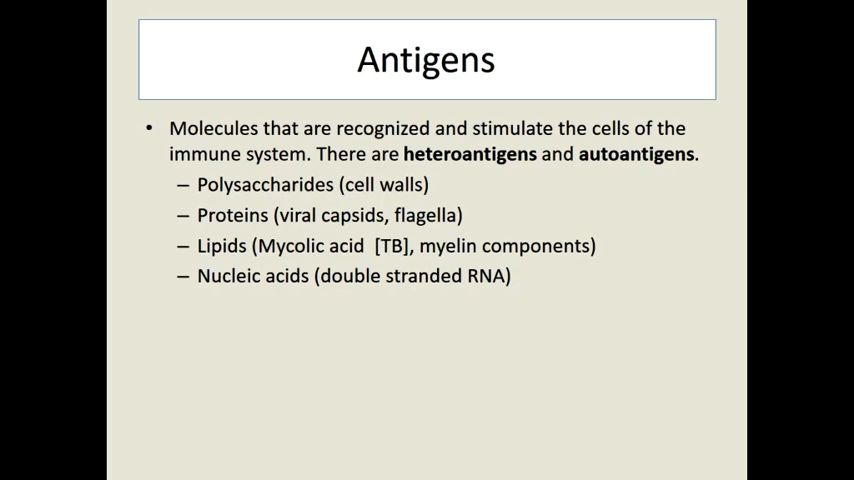 Antigens
• Molecules that are recognized and stimulate the cells of the
immune system. There are heteroantigens and autoantigens.
– Polysaccharides (cell walls)
– Proteins (viral capsids, flagella)
– Lipids (Mycolic acid  [TB], myelin components)
– Nucleic acids (double stranded RNA)